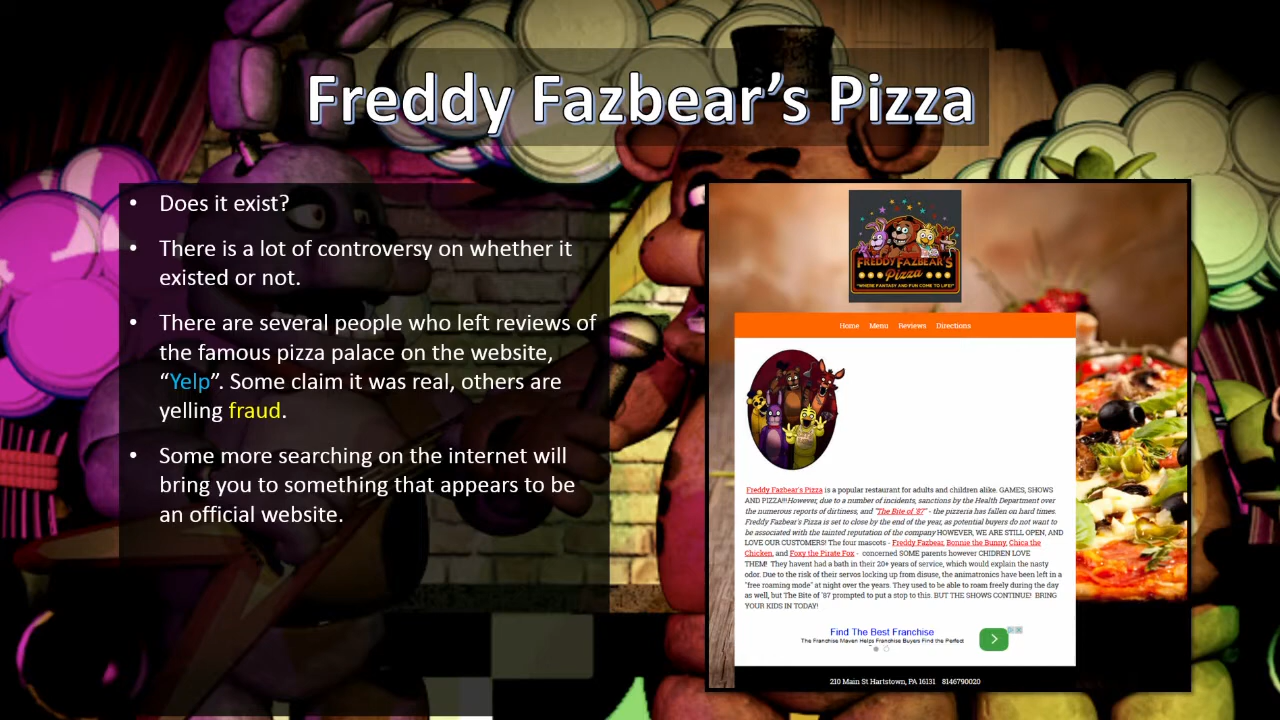 Freddy Fazbear’s Pizza
• Does it exist?
• There is a lot of controversy on whether it
existed or not.
• There are several people who left reviews of
the famous pizza palace on the website,
“Yelp”. Some claim it was real, others are
yelling fraud.
• Some more searching on the internet will
bring you to something that appears to be
an official website.
FREDDY FAZBEAR'S
Pizza
"WHERE FANTASY AND FUN COME TO LIFE!"
Home Menu Reviews Directions
Freddy Fazbear's Pizza is a popular restaurant for adults and children alike. GAMES, SHOWS
AND PIZZA!!!However, due to a number of incidents, sanctions by the Health Department over
the numerous reports of dirtiness, and "The Bite of '87" - the pizzeria has fallen on hard times.
Freddy Fazbear's Pizza is set to close by the end of the year, as potential buyers do not want to
be associated with the tainted reputation of the company HOWEVER, WE ARE STILL OPEN, AND
LOVE OUR CUSTOMERS! The four mascots - Freddy Fazbear, Bonnie the Bunny, Chica the
Chicken, and Foxy the Pirate Fox - concerned SOME parents however CHIDREN LOVE
THEM! They havent had a bath in their 20+ years of service, which would explain the nasty
odor. Due to the risk of their servos locking up from disuse, the animatronics have been left in a
"free roaming mode" at night over the years. They used to be able to roam freely during the day
as well, but The Bite of '87 prompted to put a stop to this. BUT THE SHOWS CONTINUE! BRING
YOUR KIDS IN TODAY!
Find The Best Franchise
The Franchise Maven Helps Franchise Buyers Find the Perfect
210 Main St Hartstown, PA 16131 8146790020